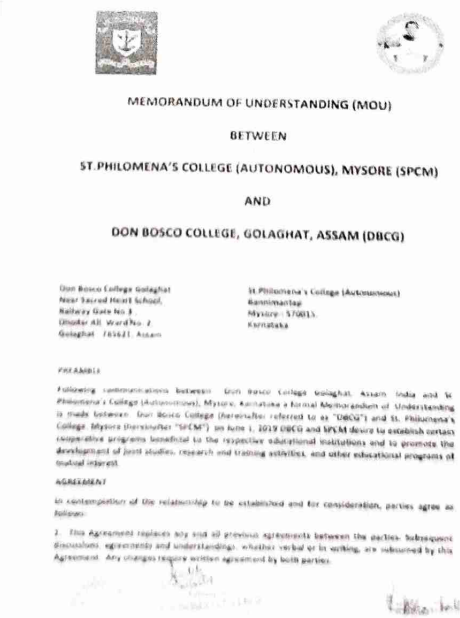 MEMORANDUM OF UNDERSTANDING (MOU)
BETWEEN
ST.PHILOMENA'S COLLEGE (AUTONOMOUS), MYSORE (SPCM)
AND
DON BOSCO COLLEGE, GOLAGHAT, ASSAM (DBCG)
Don Bosco College Golaghat
Near Sacred Heart School,
Railway Gate No 3
Dhodar Ali, Ward No. 2
Golaghat 785621, Assam
St.Philomena's College (Autonomous)
Bannimantap
Mysore - 570015.
Karnataka
PREAMBLE
Following communications between Don Bosco College Golaghat, Assam India and St
Philomena's College (Autonomous), Mysore, Karnataka a formal Memorandum of Understanding
is made between Don Bosco College (hereinafter referred to as "DBCG") and St. Philomena's
College, Mysore (hereinafter "SPCM") on June 1, 2019 DBCG and SPCM desire to establish certain
cooperative programs beneficial to the respective educational institutions and to promote the
development of joint studies, research and training activities, and other educational programs of
mutual interest.
AGREEMENT
In contemplation of the relationship to be established and for consideration, parties agree as
follows:
1. This Agreement replaces any and all previous agreements between the parties. Subsequent
discussions, agreements and understandings, whether verbal or in writing, are subsumed by this
Agreement. Any changes require written agreement by both parties.